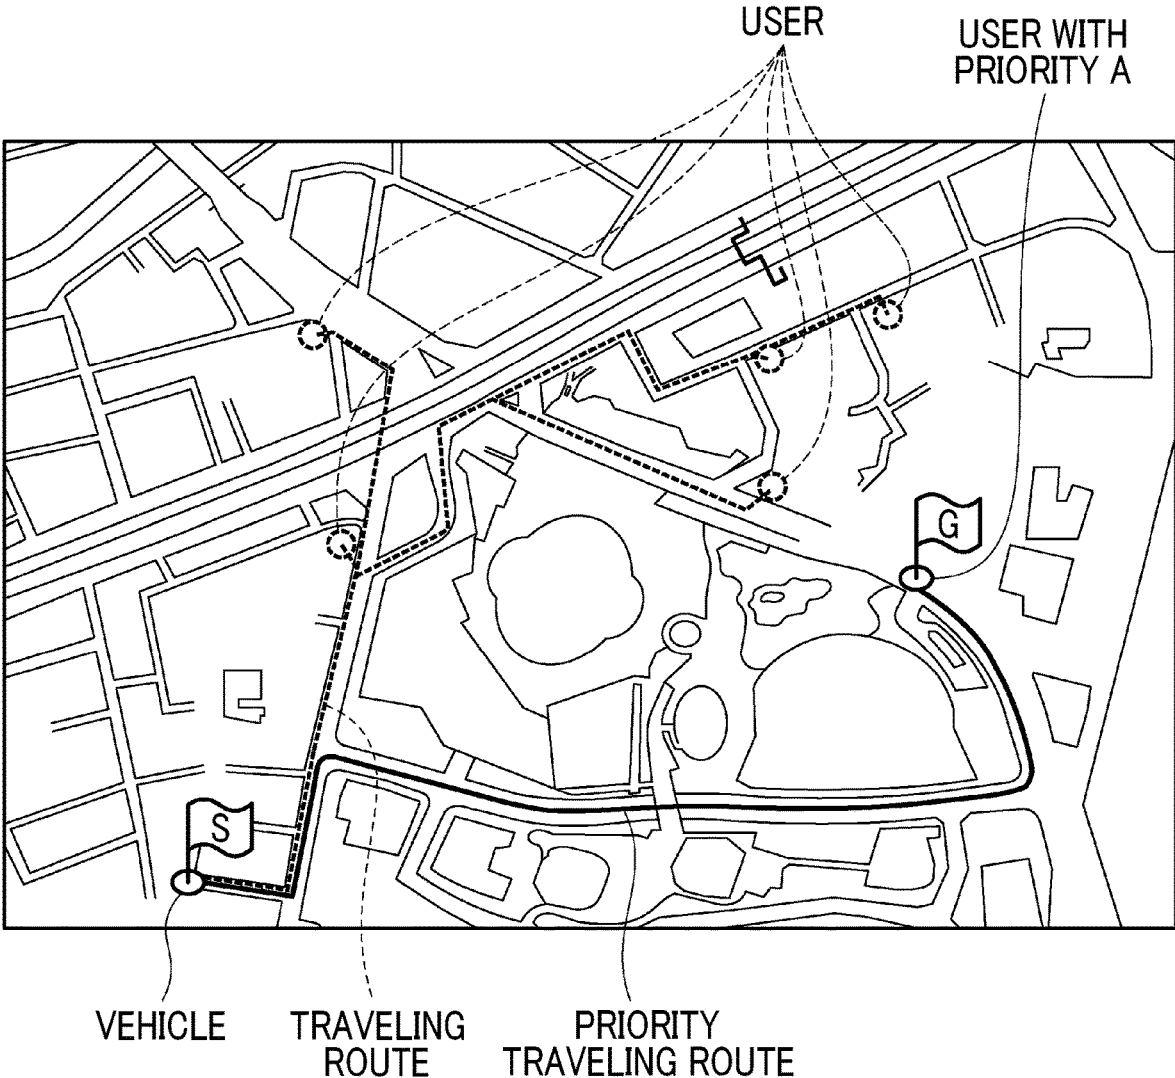 USER
USER WITH
PRIORITY A
G
S
VEHICLE
TRAVELING
ROUTE
PRIORITY
TRAVELING ROUTE